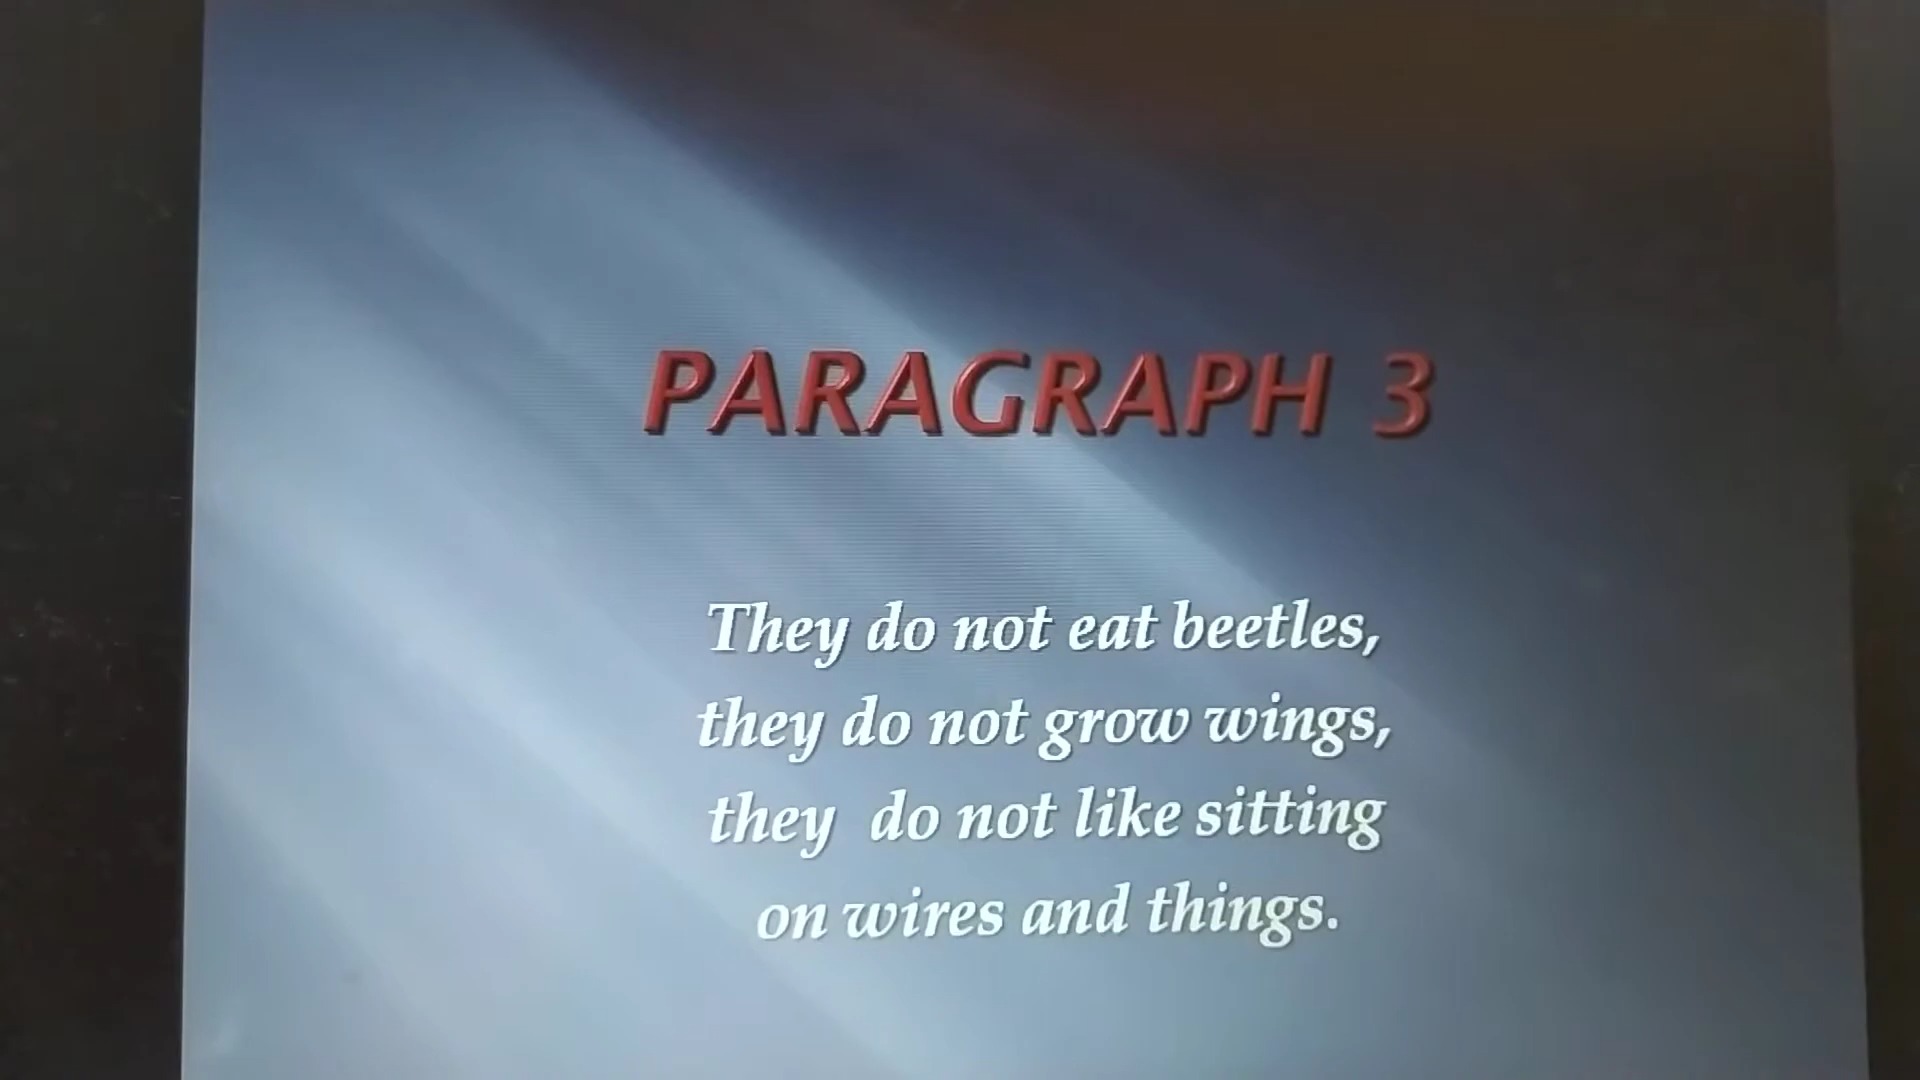 PARAGRAPH 3
They do not eat beetles,
they do not grow wings,
they do not like sitting
on wires and things.